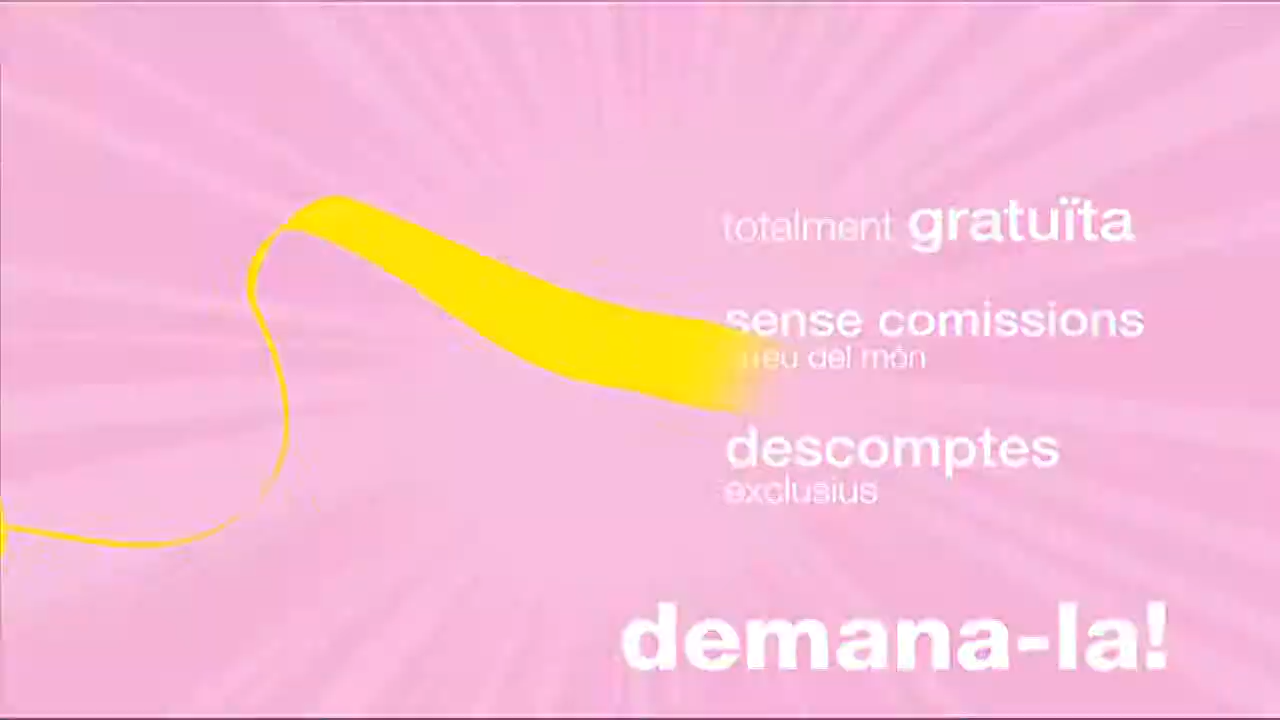 totalment gratuïta
sense comissions
del món
descomptes
exclusius
demana-la!